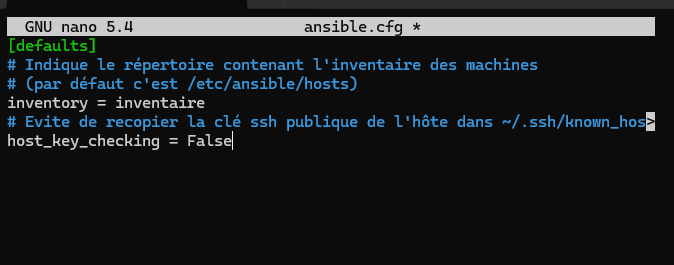 GNU nano 5.4 ansible.cfg *
[defaults]
# Indique le répertoire contenant l'inventaire des machines
# (par défaut c'est /etc/ansible/hosts)
inventory = inventaire
# Evite de recopier la clé ssh publique de l'hôte dans ~/.ssh/known_hos>
host_key_checking = False